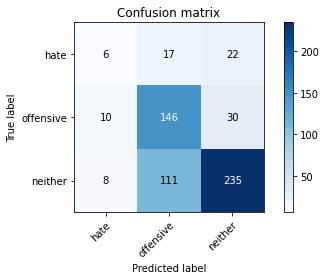 Confusion matrix
hate 6 17 22
offensive 10 146 30
neither 8 111 235
hate offensive neither
True label
Predicted label
200
150
100
50